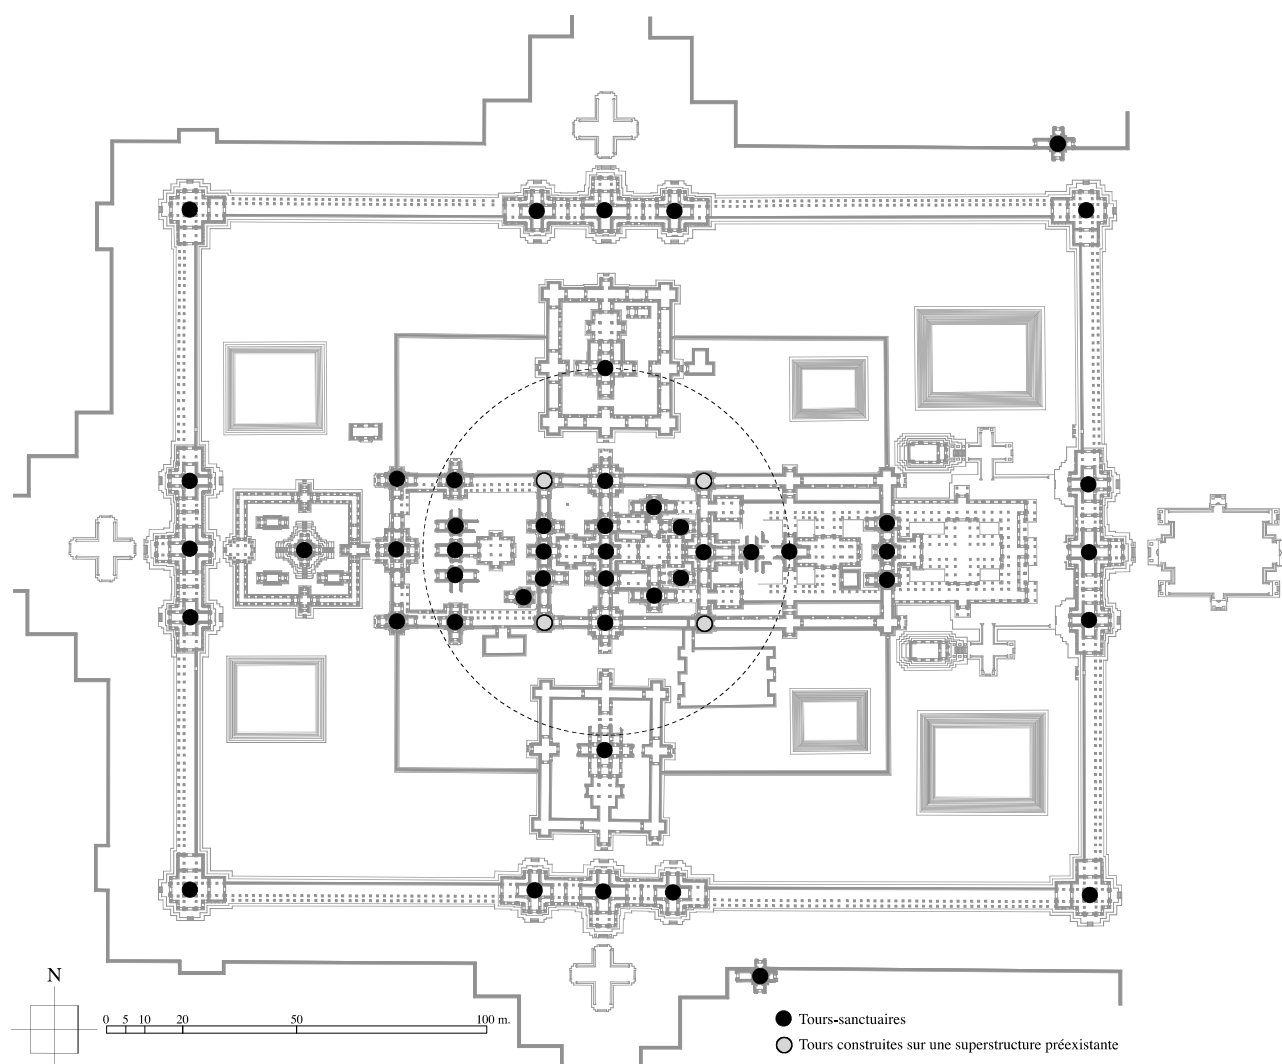 N
0 5 10 20 50 100 m.
Tours-sanctuaires
Tours construites sur une superstructure préexistante